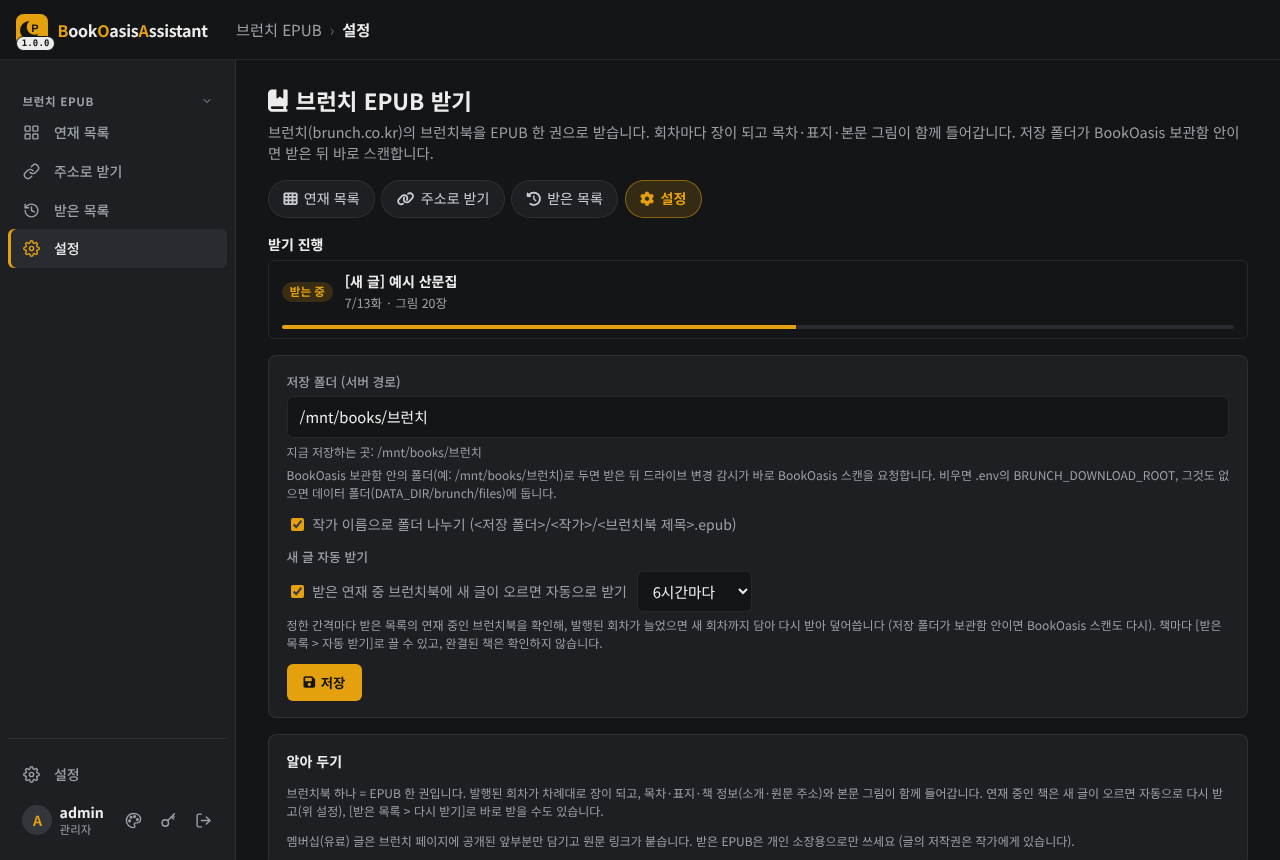 P
1.0.0
BookOasisAssistant
브런치 EPUB › 설정
브런치 EPUB
연재 목록
주소로 받기
받은 목록
설정
브런치 EPUB 받기
브런치(brunch.co.kr)의 브런치북을 EPUB 한 권으로 받습니다. 회차마다 장이 되고 목차·표지·본문 그림이 함께 들어갑니다. 저장 폴더가 BookOasis 보관함 안이
면 받은 뒤 바로 스캔합니다.
연재 목록 주소로 받기 받은 목록 설정
받기 진행
받는 중
[새 글] 예시 산문집
7/13화 · 그림 20장
저장 폴더 (서버 경로)
/mnt/books/브런치
지금 저장하는 곳: /mnt/books/브런치
BookOasis 보관함 안의 폴더(예: /mnt/books/브런치)로 두면 받은 뒤 드라이브 변경 감시가 바로 BookOasis 스캔을 요청합니다. 비우면 .env의 BRUNCH_DOWNLOAD_ROOT, 그것도 없
으면 데이터 폴더(DATA_DIR/brunch/files)에 둡니다.
작가 이름으로 폴더 나누기 (<저장 폴더>/<작가>/<브런치북 제목>.epub)
새 글 자동 받기
받은 연재 중 브런치북에 새 글이 오르면 자동으로 받기 6시간마다
정한 간격마다 받은 목록의 연재 중인 브런치북을 확인해, 발행된 회차가 늘었으면 새 회차까지 담아 다시 받아 덮어씁니다 (저장 폴더가 보관함 안이면 BookOasis 스캔도 다시). 책마다 [받은
목록 > 자동 받기]로 끌 수 있고, 완결된 책은 확인하지 않습니다.
저장
알아 두기
브런치북 하나 = EPUB 한 권입니다. 발행된 회차가 차례대로 장이 되고, 목차·표지·책 정보(소개·원문 주소)와 본문 그림이 함께 들어갑니다. 연재 중인 책은 새 글이 오르면 자동으로 다시 받
고(위 설정), [받은 목록 > 다시 받기]로 바로 받을 수도 있습니다.
멤버십(유료) 글은 브런치 페이지에 공개된 앞부분만 담기고 원문 링크가 붙습니다. 받은 EPUB은 개인 소장용으로만 쓰세요 (글의 저작권은 작가에게 있습니다).
설정
A
admin
관리자